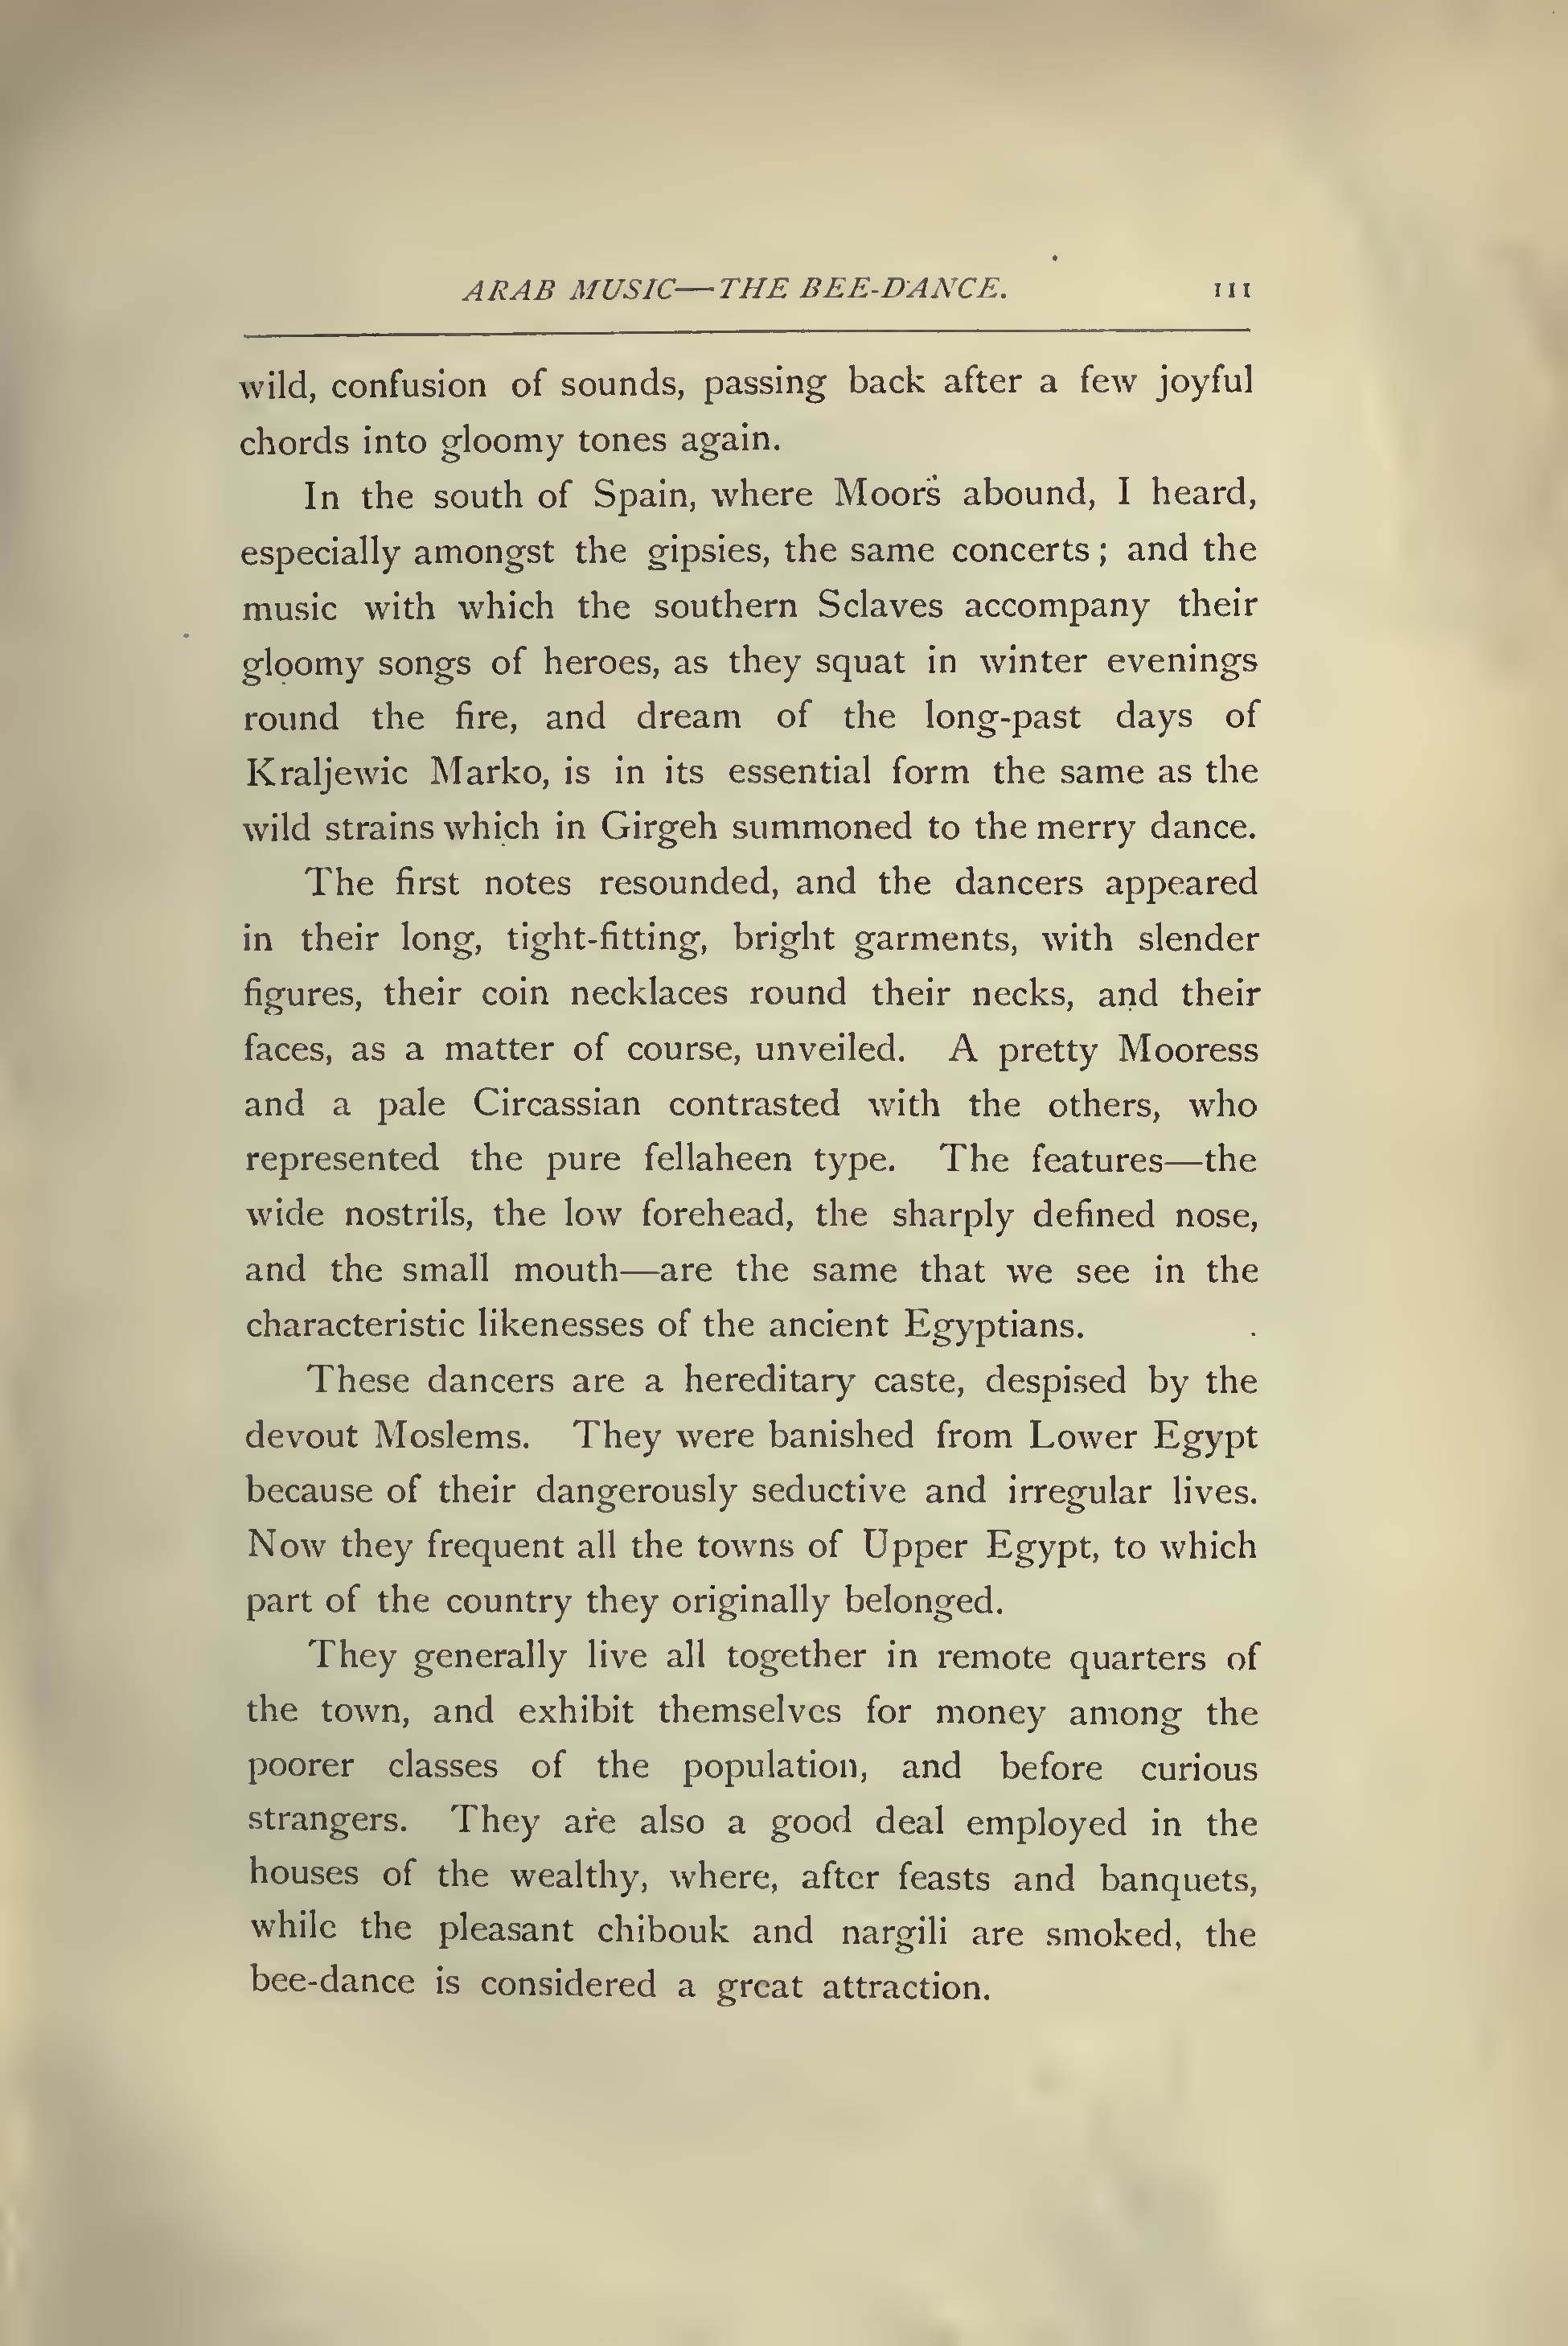 ARAB MUSIC—THE BEE-DANCE. 111
wild, confusion of sounds, passing back after a few joyful
chords into gloomy tones again.
In the south of Spain, where Moors abound, I heard,
especially amongst the gipsies, the same concerts; and the
music with which the southern Sclaves accompany their
gloomy songs of heroes, as they squat in winter evenings
round the fire, and dream of the long-past days of
Kraljewic Marko, is in its essential form the same as the
wild strains which in Girgeh summoned to the merry dance.
The first notes resounded, and the dancers appeared
in their long, tight-fitting, bright garments, with slender
figures, their coin necklaces round their necks, and their
faces, as a matter of course, unveiled. A pretty Mooress
and a pale Circassian contrasted with the others, who
represented the pure fellaheen type. The features—the
wide nostrils, the low forehead, the sharply defined nose,
and the small mouth—are the same that we see in the
characteristic likenesses of the ancient Egyptians.
These dancers are a hereditary caste, despised by the
devout Moslems. They were banished from Lower Egypt
because of their dangerously seductive and irregular lives.
Now they frequent all the towns of Upper Egypt, to which
part of the country they originally belonged.
They generally live all together in remote quarters of
the town, and exhibit themselves for money among the
poorer classes of the population, and before curious
strangers. They are also a good deal employed in the
houses of the wealthy, where, after feasts and banquets,
while the pleasant chibouk and nargili are smoked, the
bee-dance is considered a great attraction.